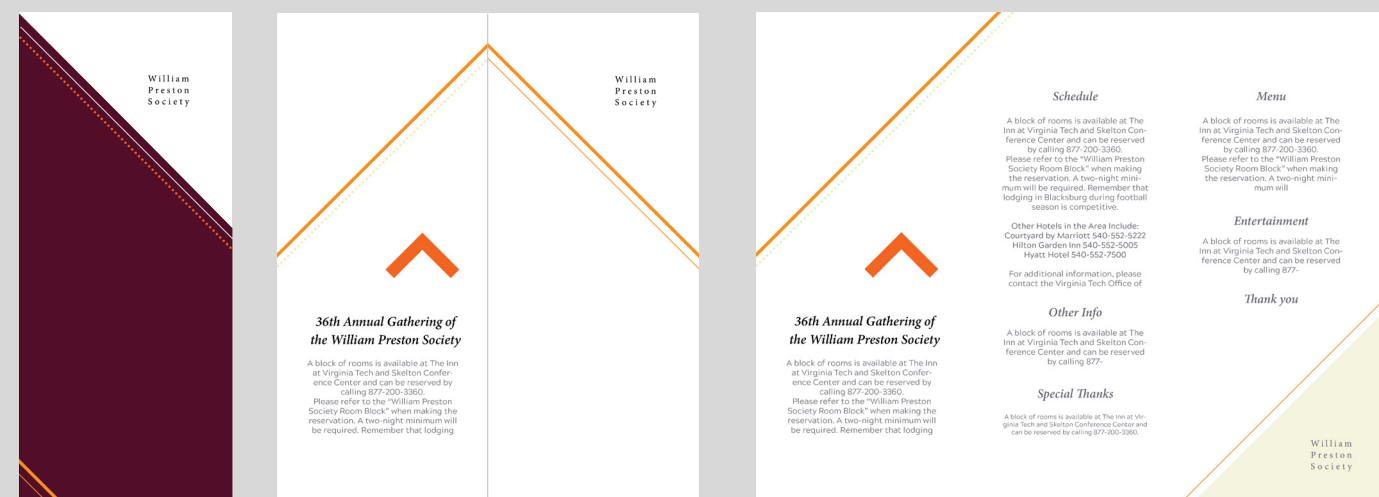 William
Preston
Society
William
Preston
Society
36th Annual Gathering of
the William Preston Society
A block of rooms is available at The Inn
at Virginia Tech and Skelton Confer-
ence Center and can be reserved by
calling 877-200-3360.
Please refer to the “William Preston
Society Room Block” when making the
reservation. A two-night minimum will
be required. Remember that lodging
36th Annual Gathering of
the William Preston Society
A block of rooms is available at The Inn
at Virginia Tech and Skelton Confer-
ence Center and can be reserved by
calling 877-200-3360.
Please refer to the “William Preston
Society Room Block” when making the
reservation. A two-night minimum will
be required. Remember that lodging
Schedule
A block of rooms is available at The
Inn at Virginia Tech and Skelton Con-
ference Center and can be reserved
by calling 877-200-3360.
Please refer to the “William Preston
Society Room Block” when making
the reservation. A two-night mini-
mum will be required. Remember that
lodging in Blacksburg during football
season is competitive.
Other Hotels in the Area Include:
Courtyard by Marriott 540-552-5222
Hilton Garden Inn 540-552-5005
Hyatt Hotel 540-552-7500
For additional information, please
contact the Virginia Tech Office of
Other Info
A block of rooms is available at The
Inn at Virginia Tech and Skelton Con-
ference Center and can be reserved
by calling 877-
Special Thanks
A block of rooms is available at The Inn at Vir-
ginia Tech and Skelton Conference Center and
can be reserved by calling 877-200-3360.
Menu
A block of rooms is available at The
Inn at Virginia Tech and Skelton Con-
ference Center and can be reserved
by calling 877-200-3360.
Please refer to the “William Preston
Society Room Block” when making
the reservation. A two-night mini-
mum will
Entertainment
A block of rooms is available at The
Inn at Virginia Tech and Skelton Con-
ference Center and can be reserved
by calling 877-
Thank you
William
Preston
Society